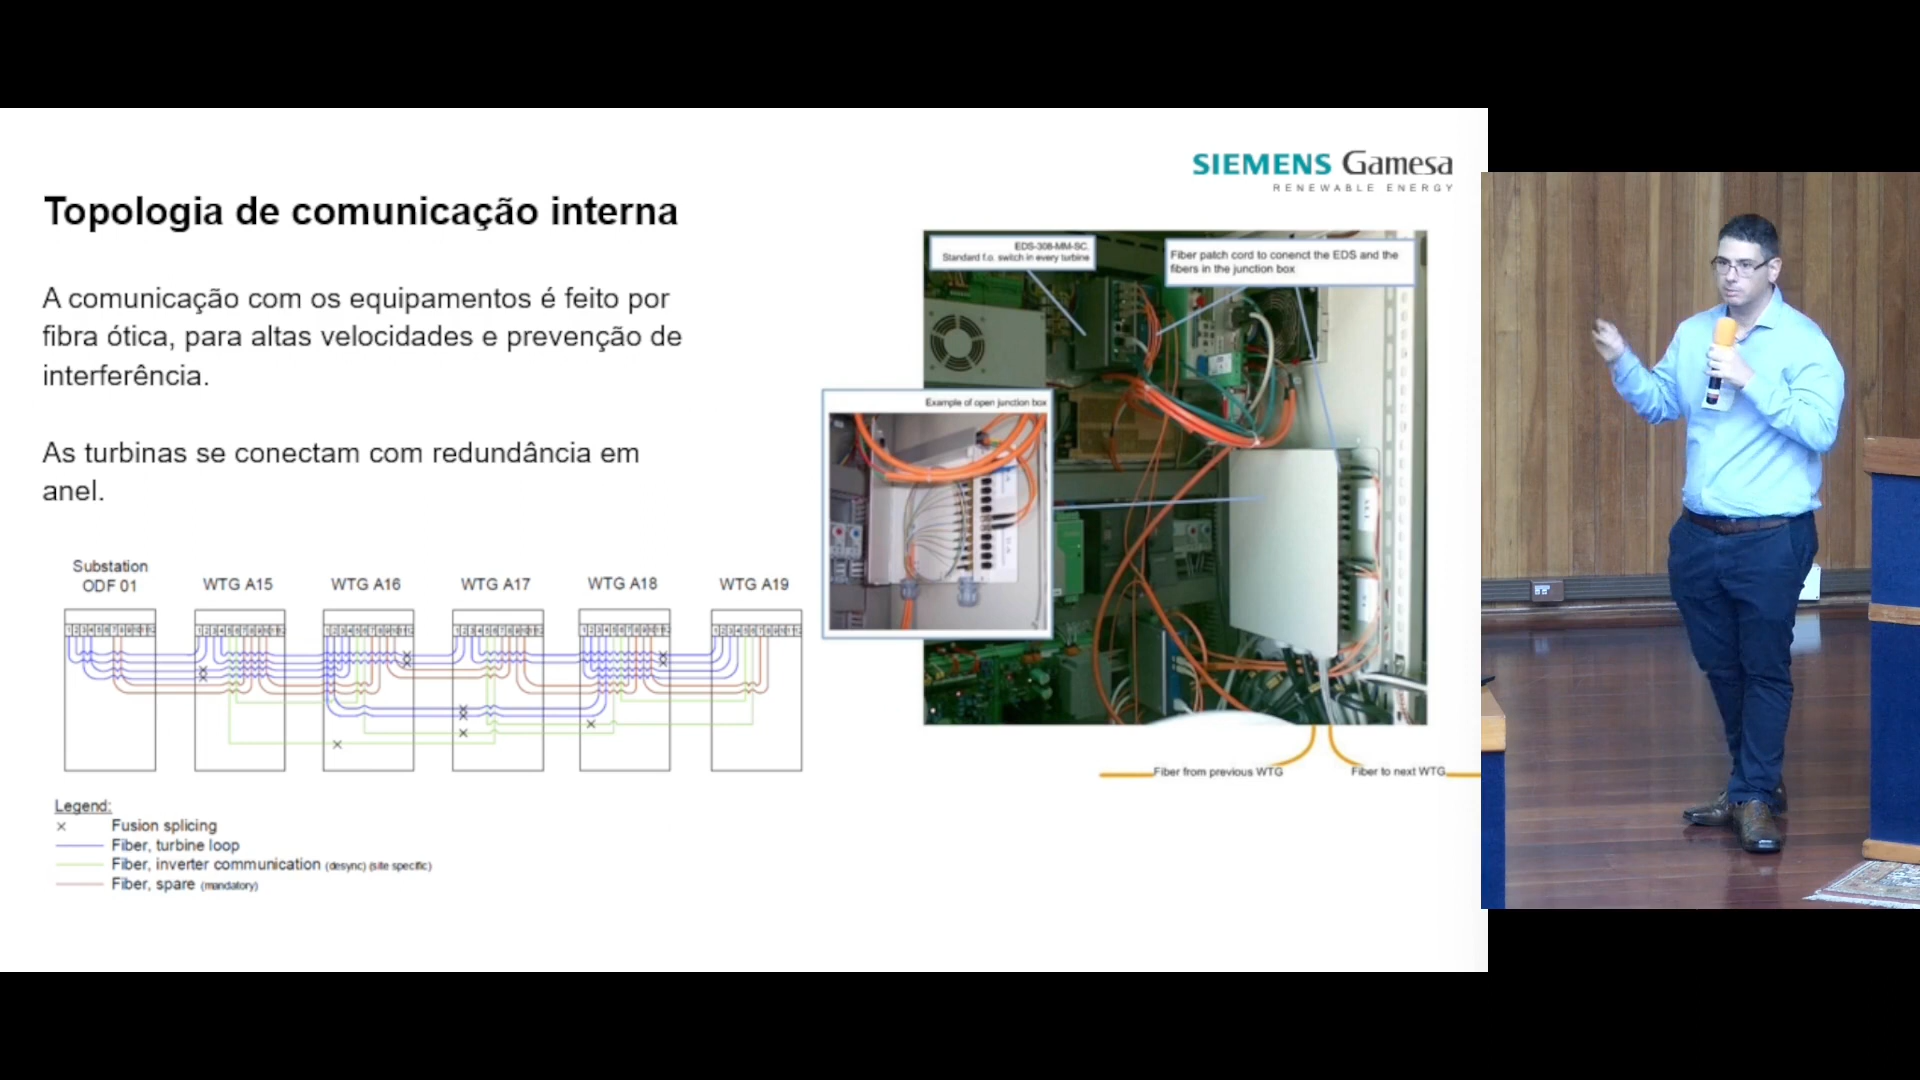 SIEMENS Gamesa
RENEWABLE ENERGY
Topologia de comunicação interna
A comunicação com os equipamentos é feito por
fibra ótica, para altas velocidades e prevenção de
interferência.
As turbinas se conectam com redundância em
anel.
EDS-308-MM-SC.
Standard f.o. switch in every turbine
Fiber patch cord to conenct the EDS and the
fibers in the junction box
Example of open junction box
Fiber from previous WTG
Fiber to next WTG
Substation
ODF 01
WTG A15
WTG A16
WTG A17
WTG A18
WTG A19
Legend:
× Fusion splicing
Fiber, turbine loop
Fiber, inverter communication (desync) (site specific)
Fiber, spare (mandatory)